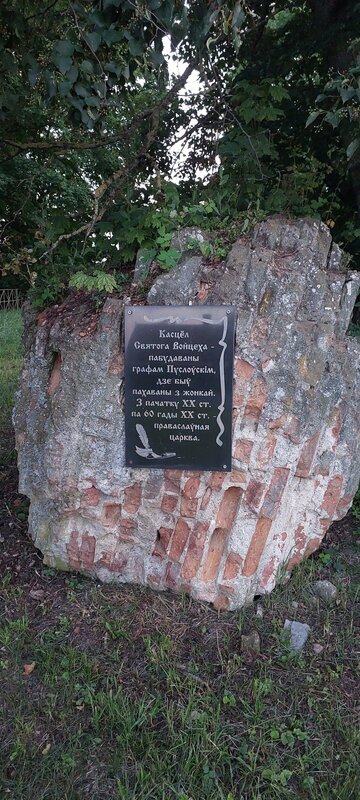 Касцёл
Святога Войцеха -
пабудаваны
графам Пуслоўскім,
дзе быў
пахаваны з жонкай.
З пачатку XX ст.
па 60 гады XX ст. -
праваслаўная
царква.